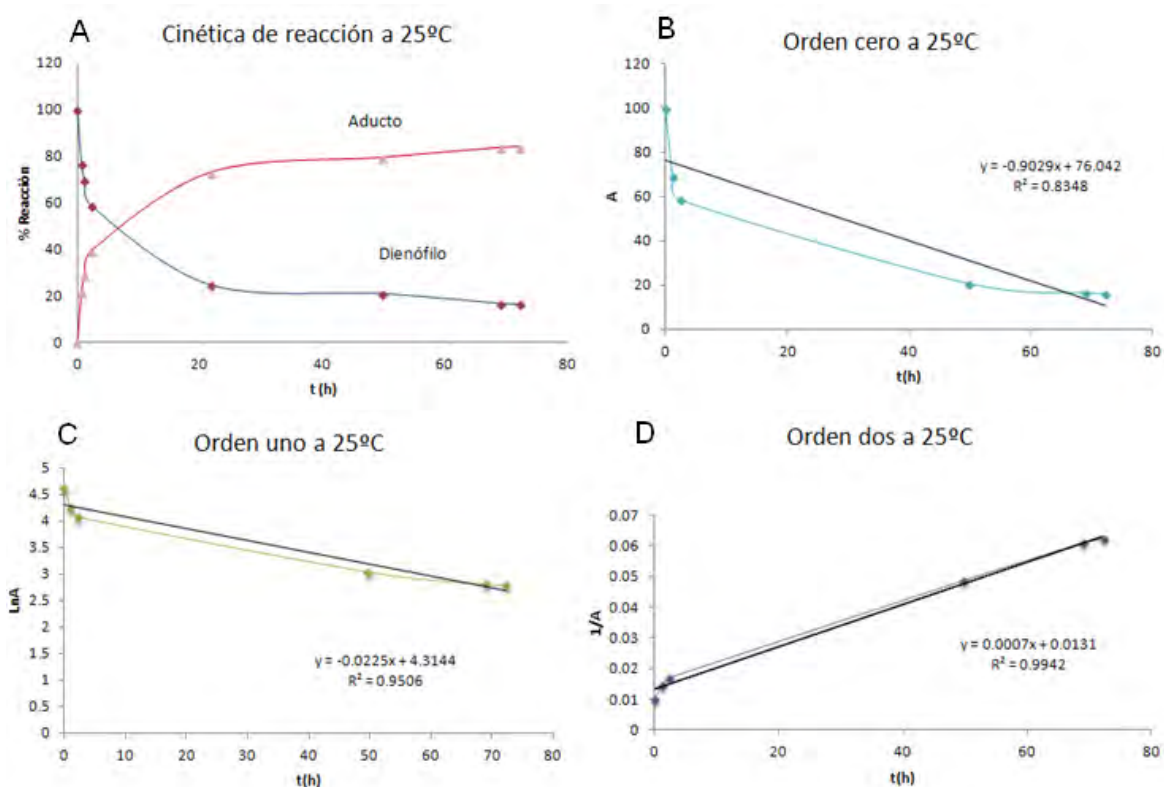 A
Cinética de reacción a 25ºC
120
100
80
60
40
20
0
% Reacción
Aducto
Dienófilo
0 20 40 60 80
t (h)
B
Orden cero a 25ºC
120
100
80
60
40
20
0
A
y = -0.9029x + 76.042
R² = 0.8348
0 20 40 60 80
t(h)
C
Orden uno a 25ºC
5
4.5
4
3.5
3
2.5
2
1.5
1
0.5
0
LnA
y = -0.0225x + 4.3144
R² = 0.9506
0 10 20 30 40 50 60 70 80
t(h)
D
Orden dos a 25ºC
0.07
0.06
0.05
0.04
0.03
0.02
0.01
0
1/A
y = 0.0007x + 0.0131
R² = 0.9942
0 20 40 60 80
t(h)